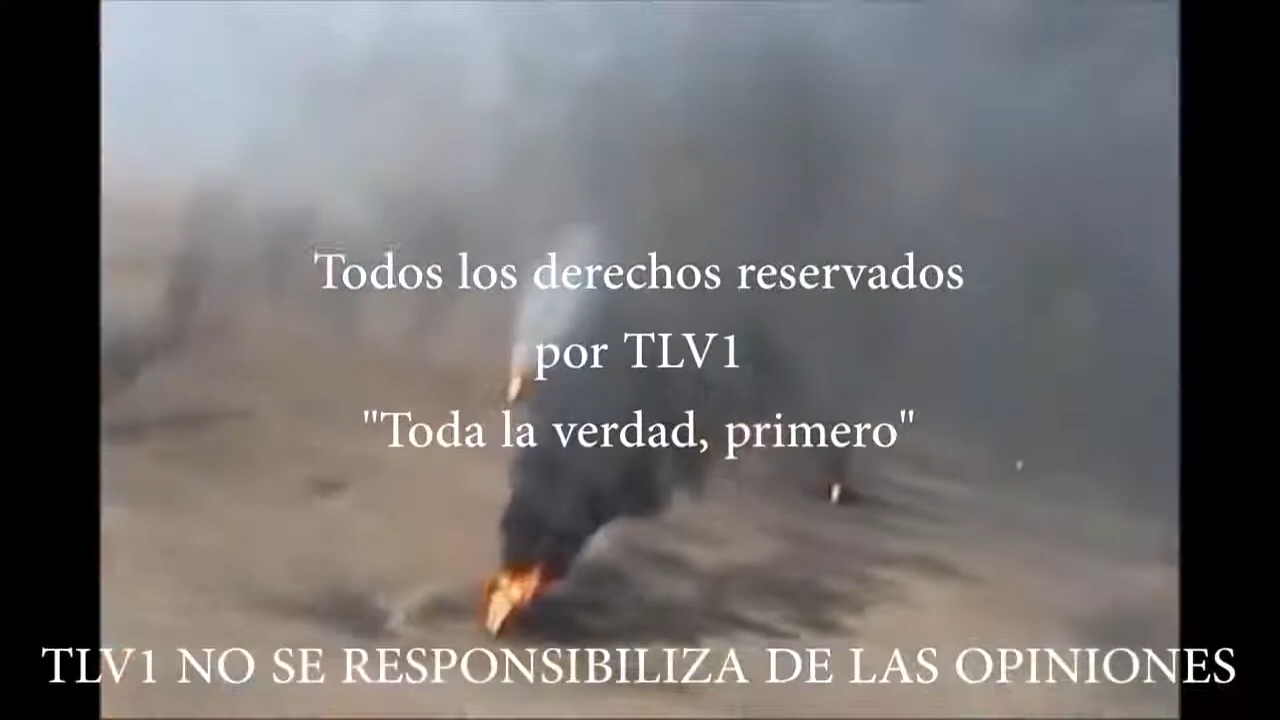 Todos los derechos reservados
por TLV1
"Toda la verdad, primero"
TLV1 NO SE RESPONSIBILIZA DE LAS OPINIONES